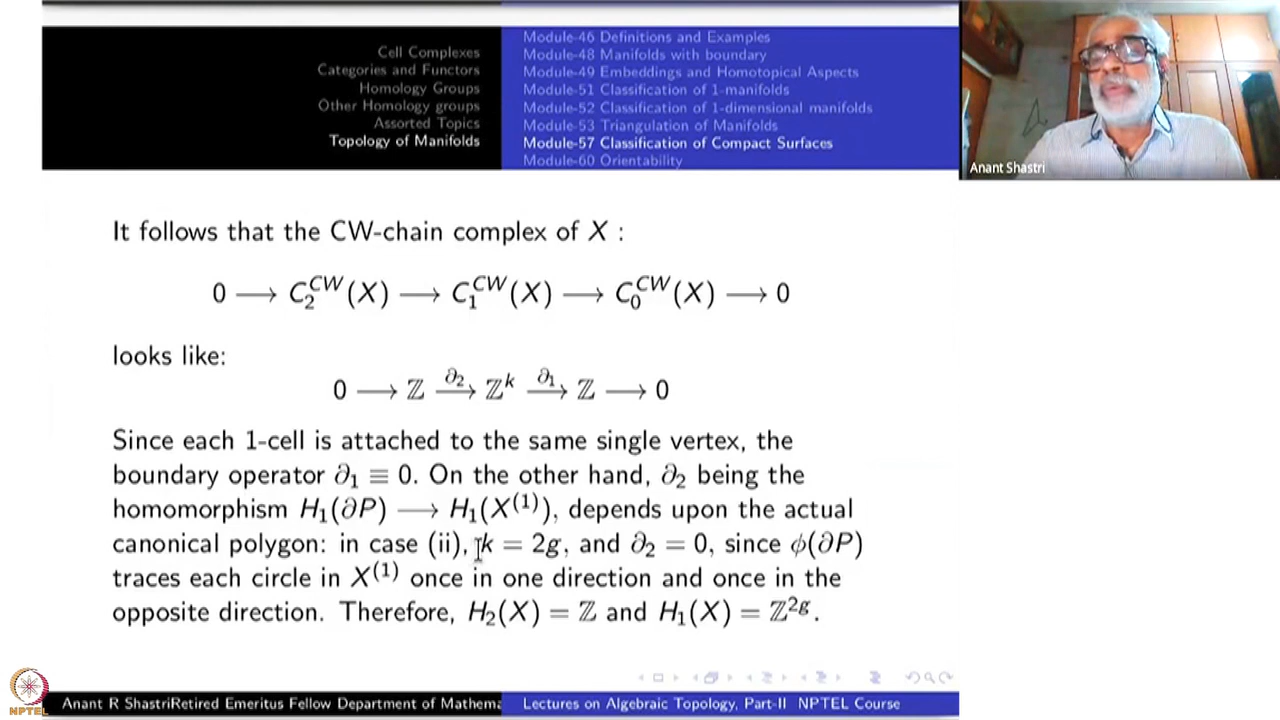 Cell Complexes
Categories and Functors
Homology Groups
Other Homology groups
Assorted Topics
Topology of Manifolds
Module-46 Definitions and Examples
Module-48 Manifolds with boundary
Module-49 Embeddings and Homotopical Aspects
Module-51 Classification of 1-manifolds
Module-52 Classification of 1-dimensional manifolds
Module-53 Triangulation of Manifolds
Module-57 Classification of Compact Surfaces
Module-60 Orientability
Anant Shastri
It follows that the CW-chain complex of X :
0 ⟶ C₂^CW(X) ⟶ C₁^CW(X) ⟶ C₀^CW(X) ⟶ 0
looks like:
0 ⟶ ℤ —∂₂→ ℤ^k —∂₁→ ℤ ⟶ 0
Since each 1-cell is attached to the same single vertex, the
boundary operator ∂₁ ≡ 0. On the other hand, ∂₂ being the
homomorphism H₁(∂P) ⟶ H₁(X⁽¹⁾), depends upon the actual
canonical polygon: in case (ii), k = 2g, and ∂₂ = 0, since ϕ(∂P)
traces each circle in X⁽¹⁾ once in one direction and once in the
opposite direction. Therefore, H₂(X) = ℤ and H₁(X) = ℤ^2g.
NPTEL
Anant R ShastriRetired Emeritus Fellow Department of Mathema
Lectures on Algebraic Topology, Part-II NPTEL Course